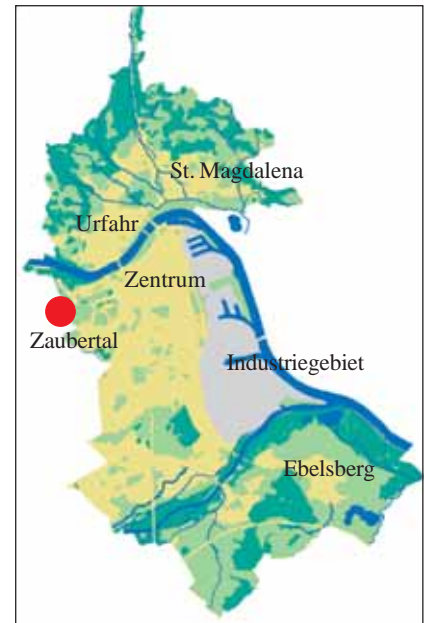 St. Magdalena
Urfahr
Zentrum
Zaubertal
Industriegebiet
Ebelsberg